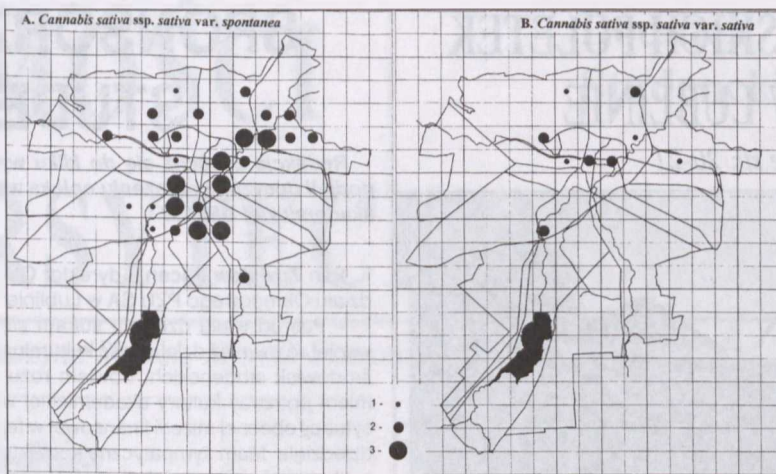 A. Cannabis sativa ssp. sativa var. spontanea
B. Cannabis sativa ssp. sativa var. sativa
1 -
2 -
3 -